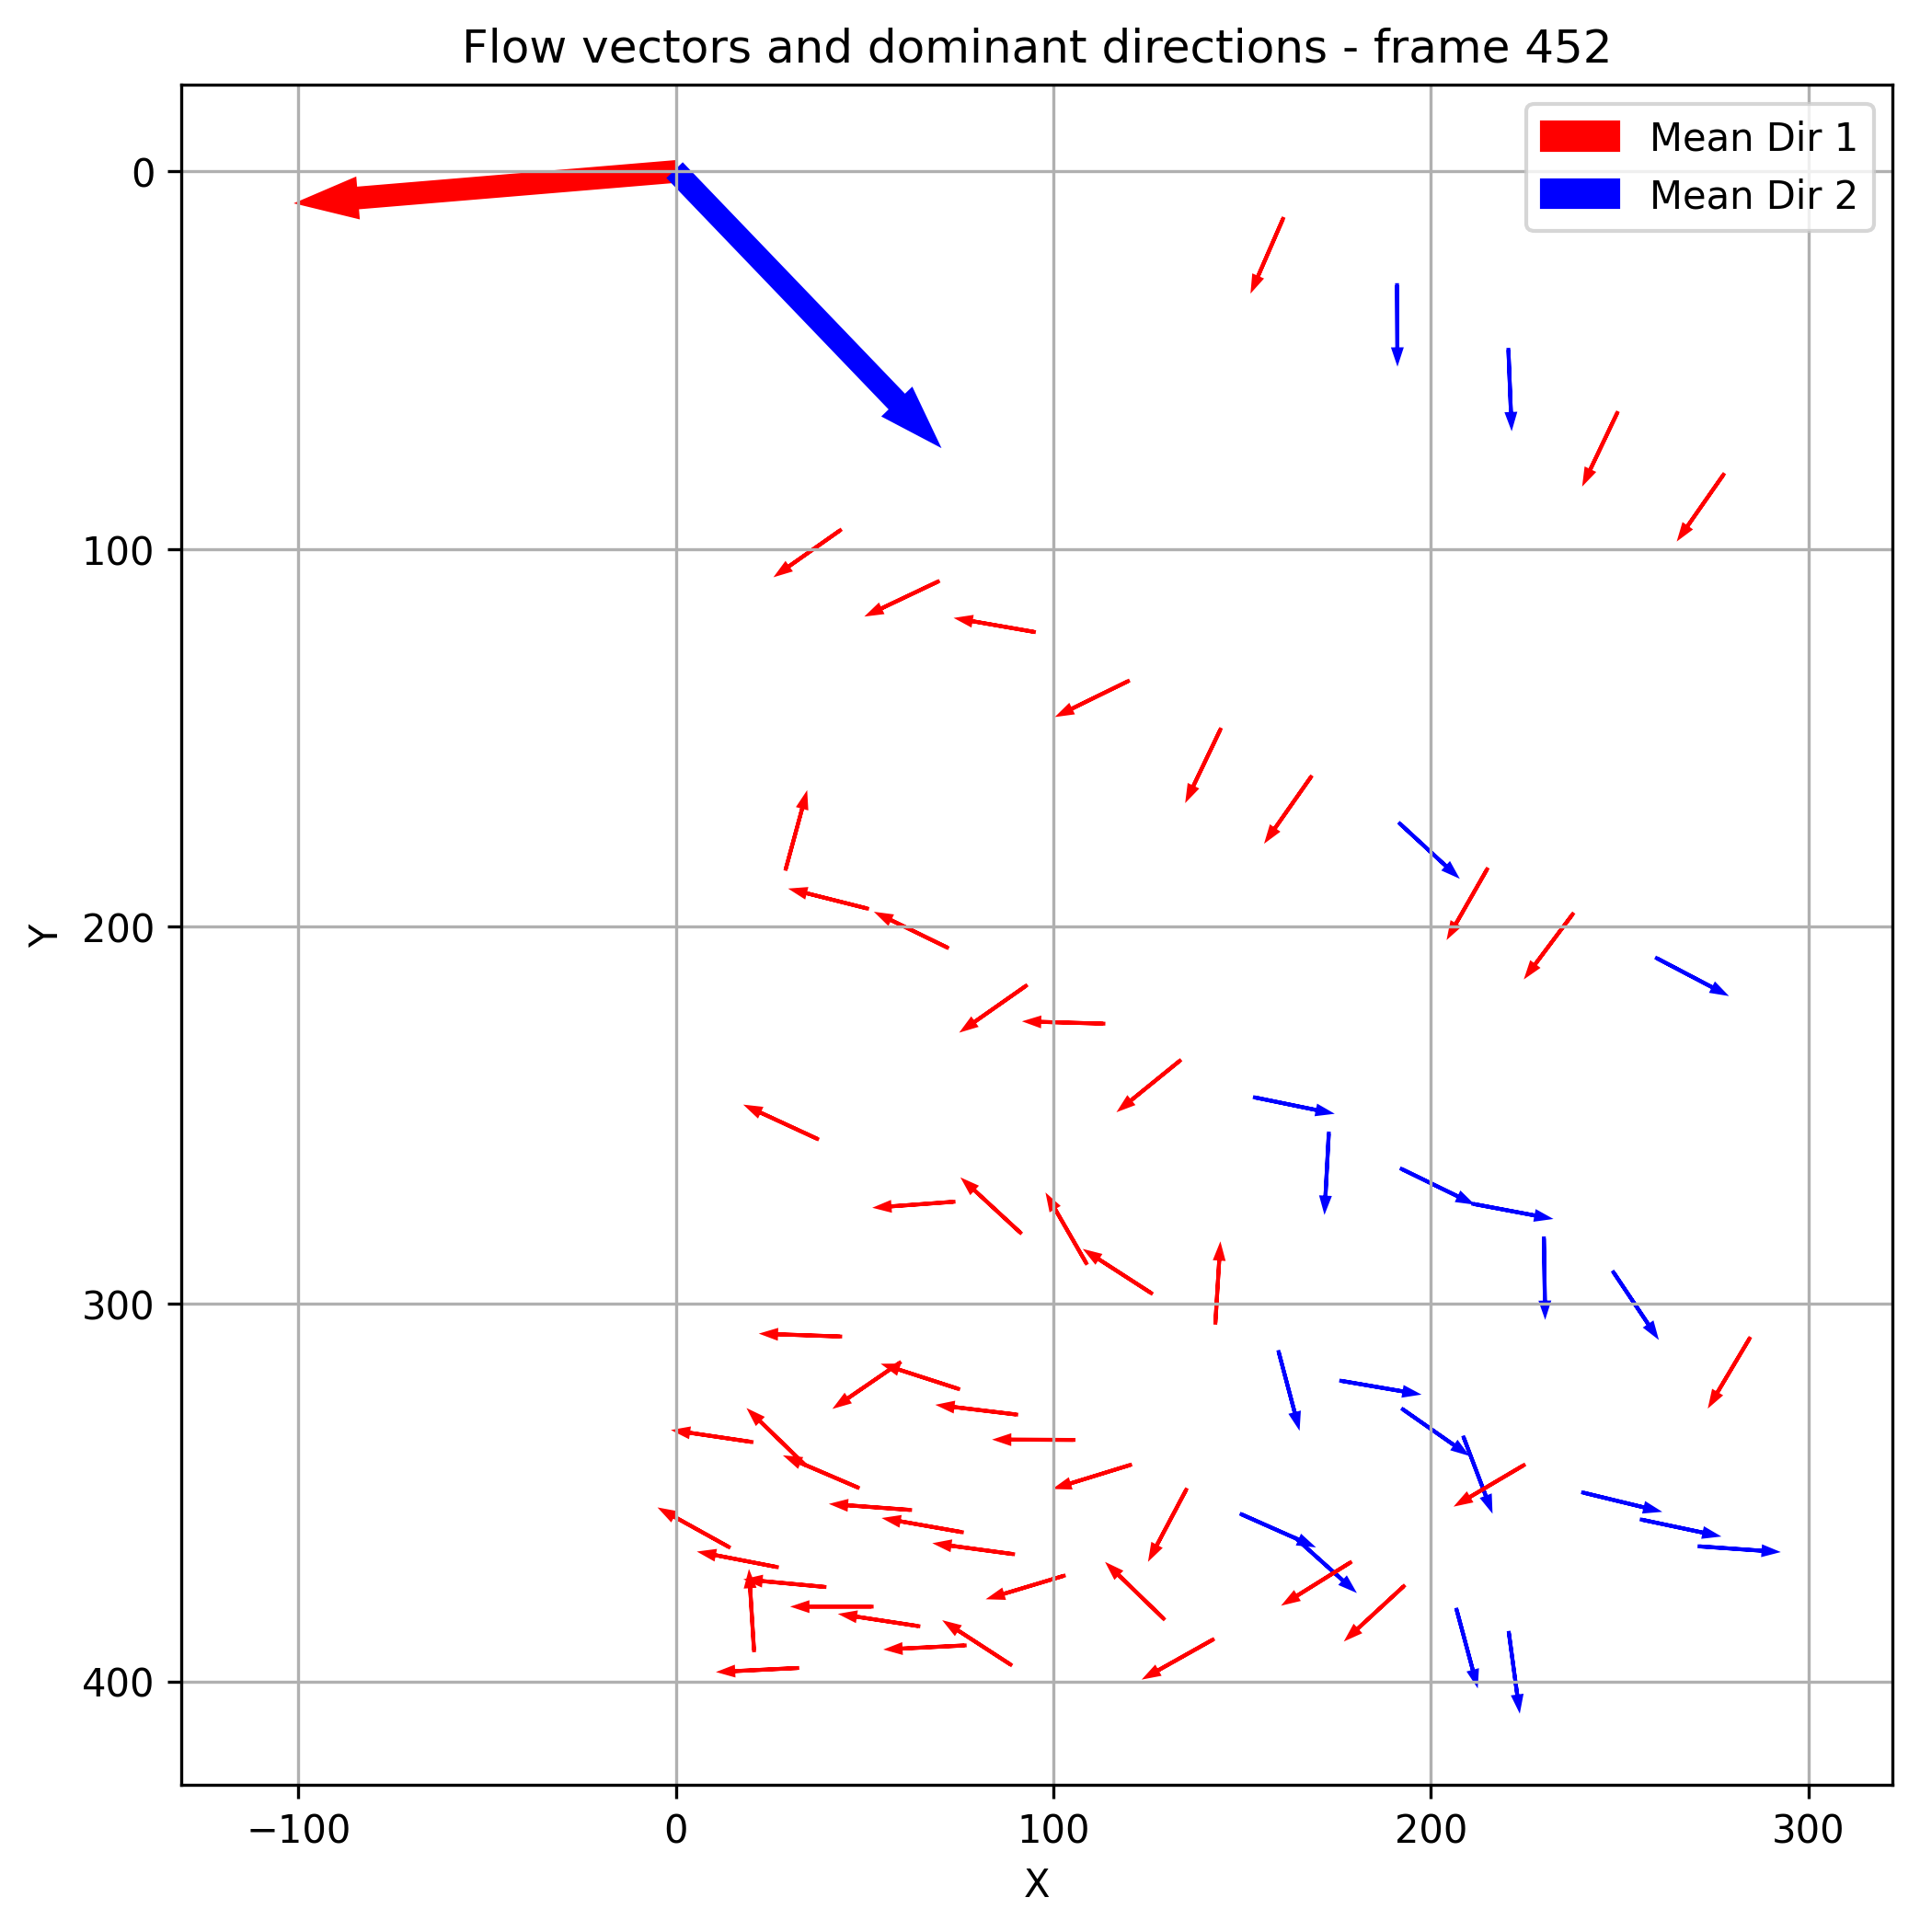 Flow vectors and dominant directions - frame 452
Mean Dir 1
Mean Dir 2
0
100
200
300
400
Y
−100
0
100
200
300
X